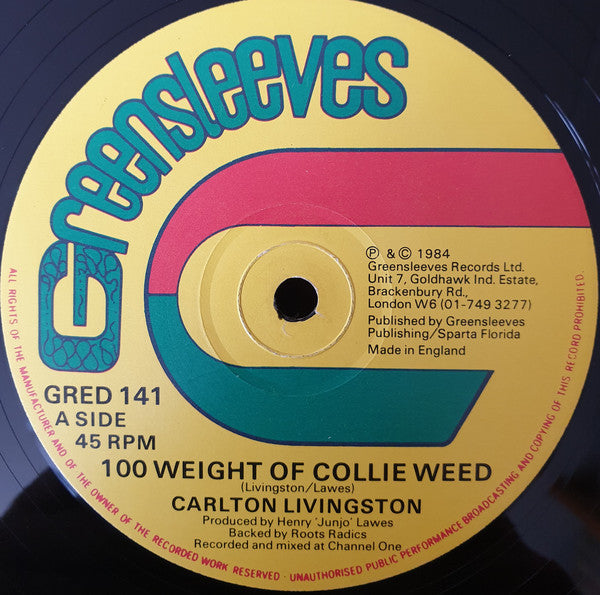 Greensleeves
℗ & © 1984
Greensleeves Records Ltd.
Unit 7, Goldhawk Ind. Estate,
Brackenbury Rd.,
London W6 (01-749 3277)
Published by Greensleeves
Publishing/Sparta Florida
Made in England
GRED 141
A SIDE
45 RPM
100 WEIGHT OF COLLIE WEED
(Livingston/Lawes)
CARLTON LIVINGSTON
Produced by Henry 'Junjo' Lawes
Backed by Roots Radics
Recorded and mixed at Channel One
ALL RIGHTS OF THE MANUFACTURER AND OF THE OWNER OF THE RECORDED WORK RESERVED · UNAUTHORISED PUBLIC PERFORMANCE BROADCASTING AND COPYING OF THIS RECORD PROHIBITED.